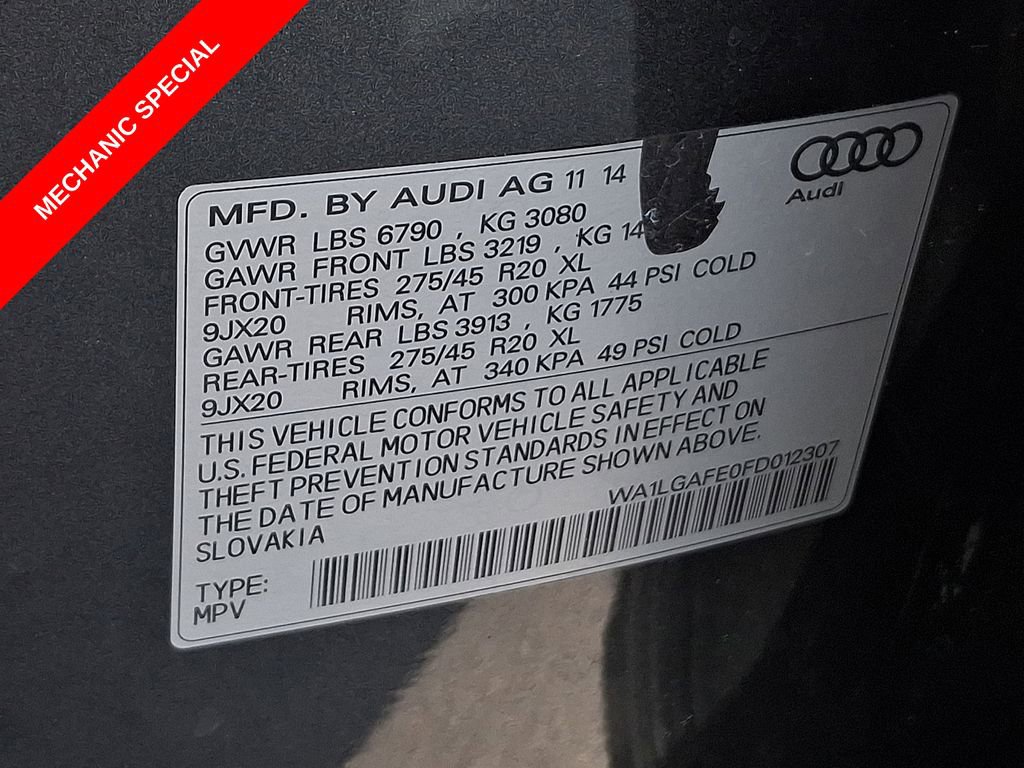 MECHANIC SPECIAL
MFD. BY AUDI AG 11 14
Audi
GVWR LBS 6790 , KG 3080
GAWR FRONT LBS 3219 , KG 14
FRONT-TIRES 275/45 R20 XL
9JX20 RIMS, AT 300 KPA 44 PSI COLD
GAWR REAR LBS 3913 , KG 1775
REAR-TIRES 275/45 R20 XL
9JX20 RIMS, AT 340 KPA 49 PSI COLD
THIS VEHICLE CONFORMS TO ALL APPLICABLE
U.S. FEDERAL MOTOR VEHICLE SAFETY AND
THEFT PREVENTION STANDARDS IN EFFECT ON
THE DATE OF MANUFACTURE SHOWN ABOVE.
SLOVAKIA
WA1LGAFE0FD012307
TYPE:
MPV